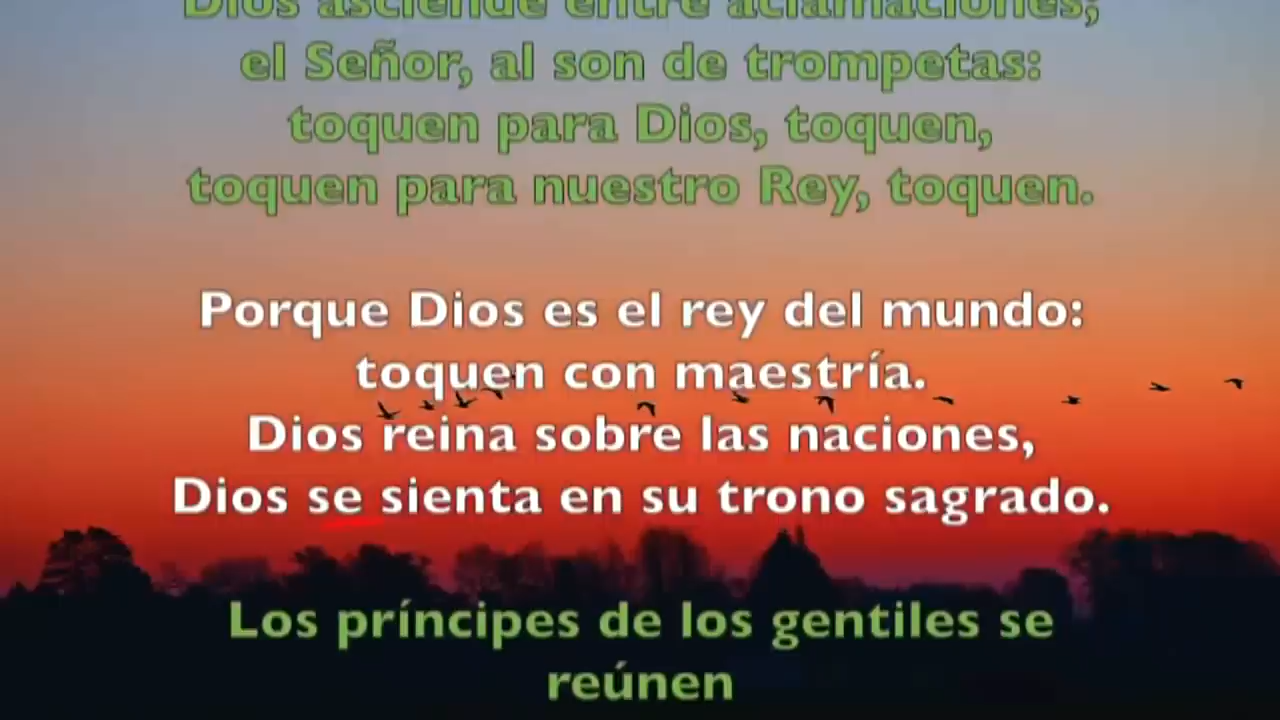 Dios asciende entre aclamaciones;
el Señor, al son de trompetas:
toquen para Dios, toquen,
toquen para nuestro Rey, toquen.
Porque Dios es el rey del mundo:
toquen con maestría.
Dios reina sobre las naciones,
Dios se sienta en su trono sagrado.
Los príncipes de los gentiles se
reúnen